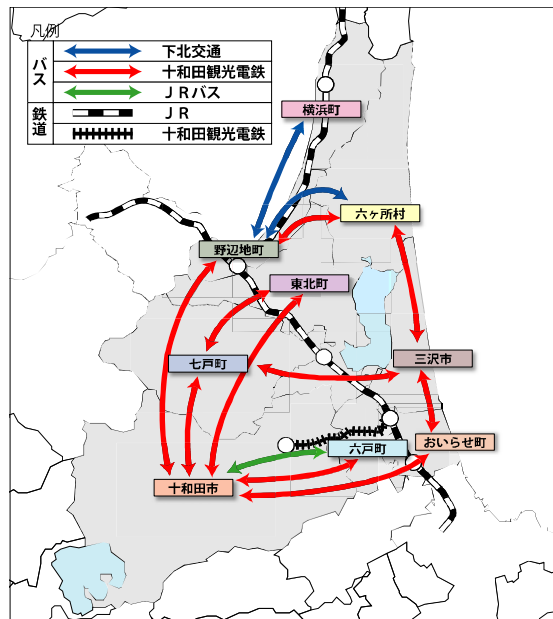 凡例
バス
下北交通
十和田観光電鉄
ＪＲバス
鉄道
ＪＲ
十和田観光電鉄
横浜町
六ヶ所村
野辺地町
東北町
七戸町
三沢市
おいらせ町
六戸町
十和田市